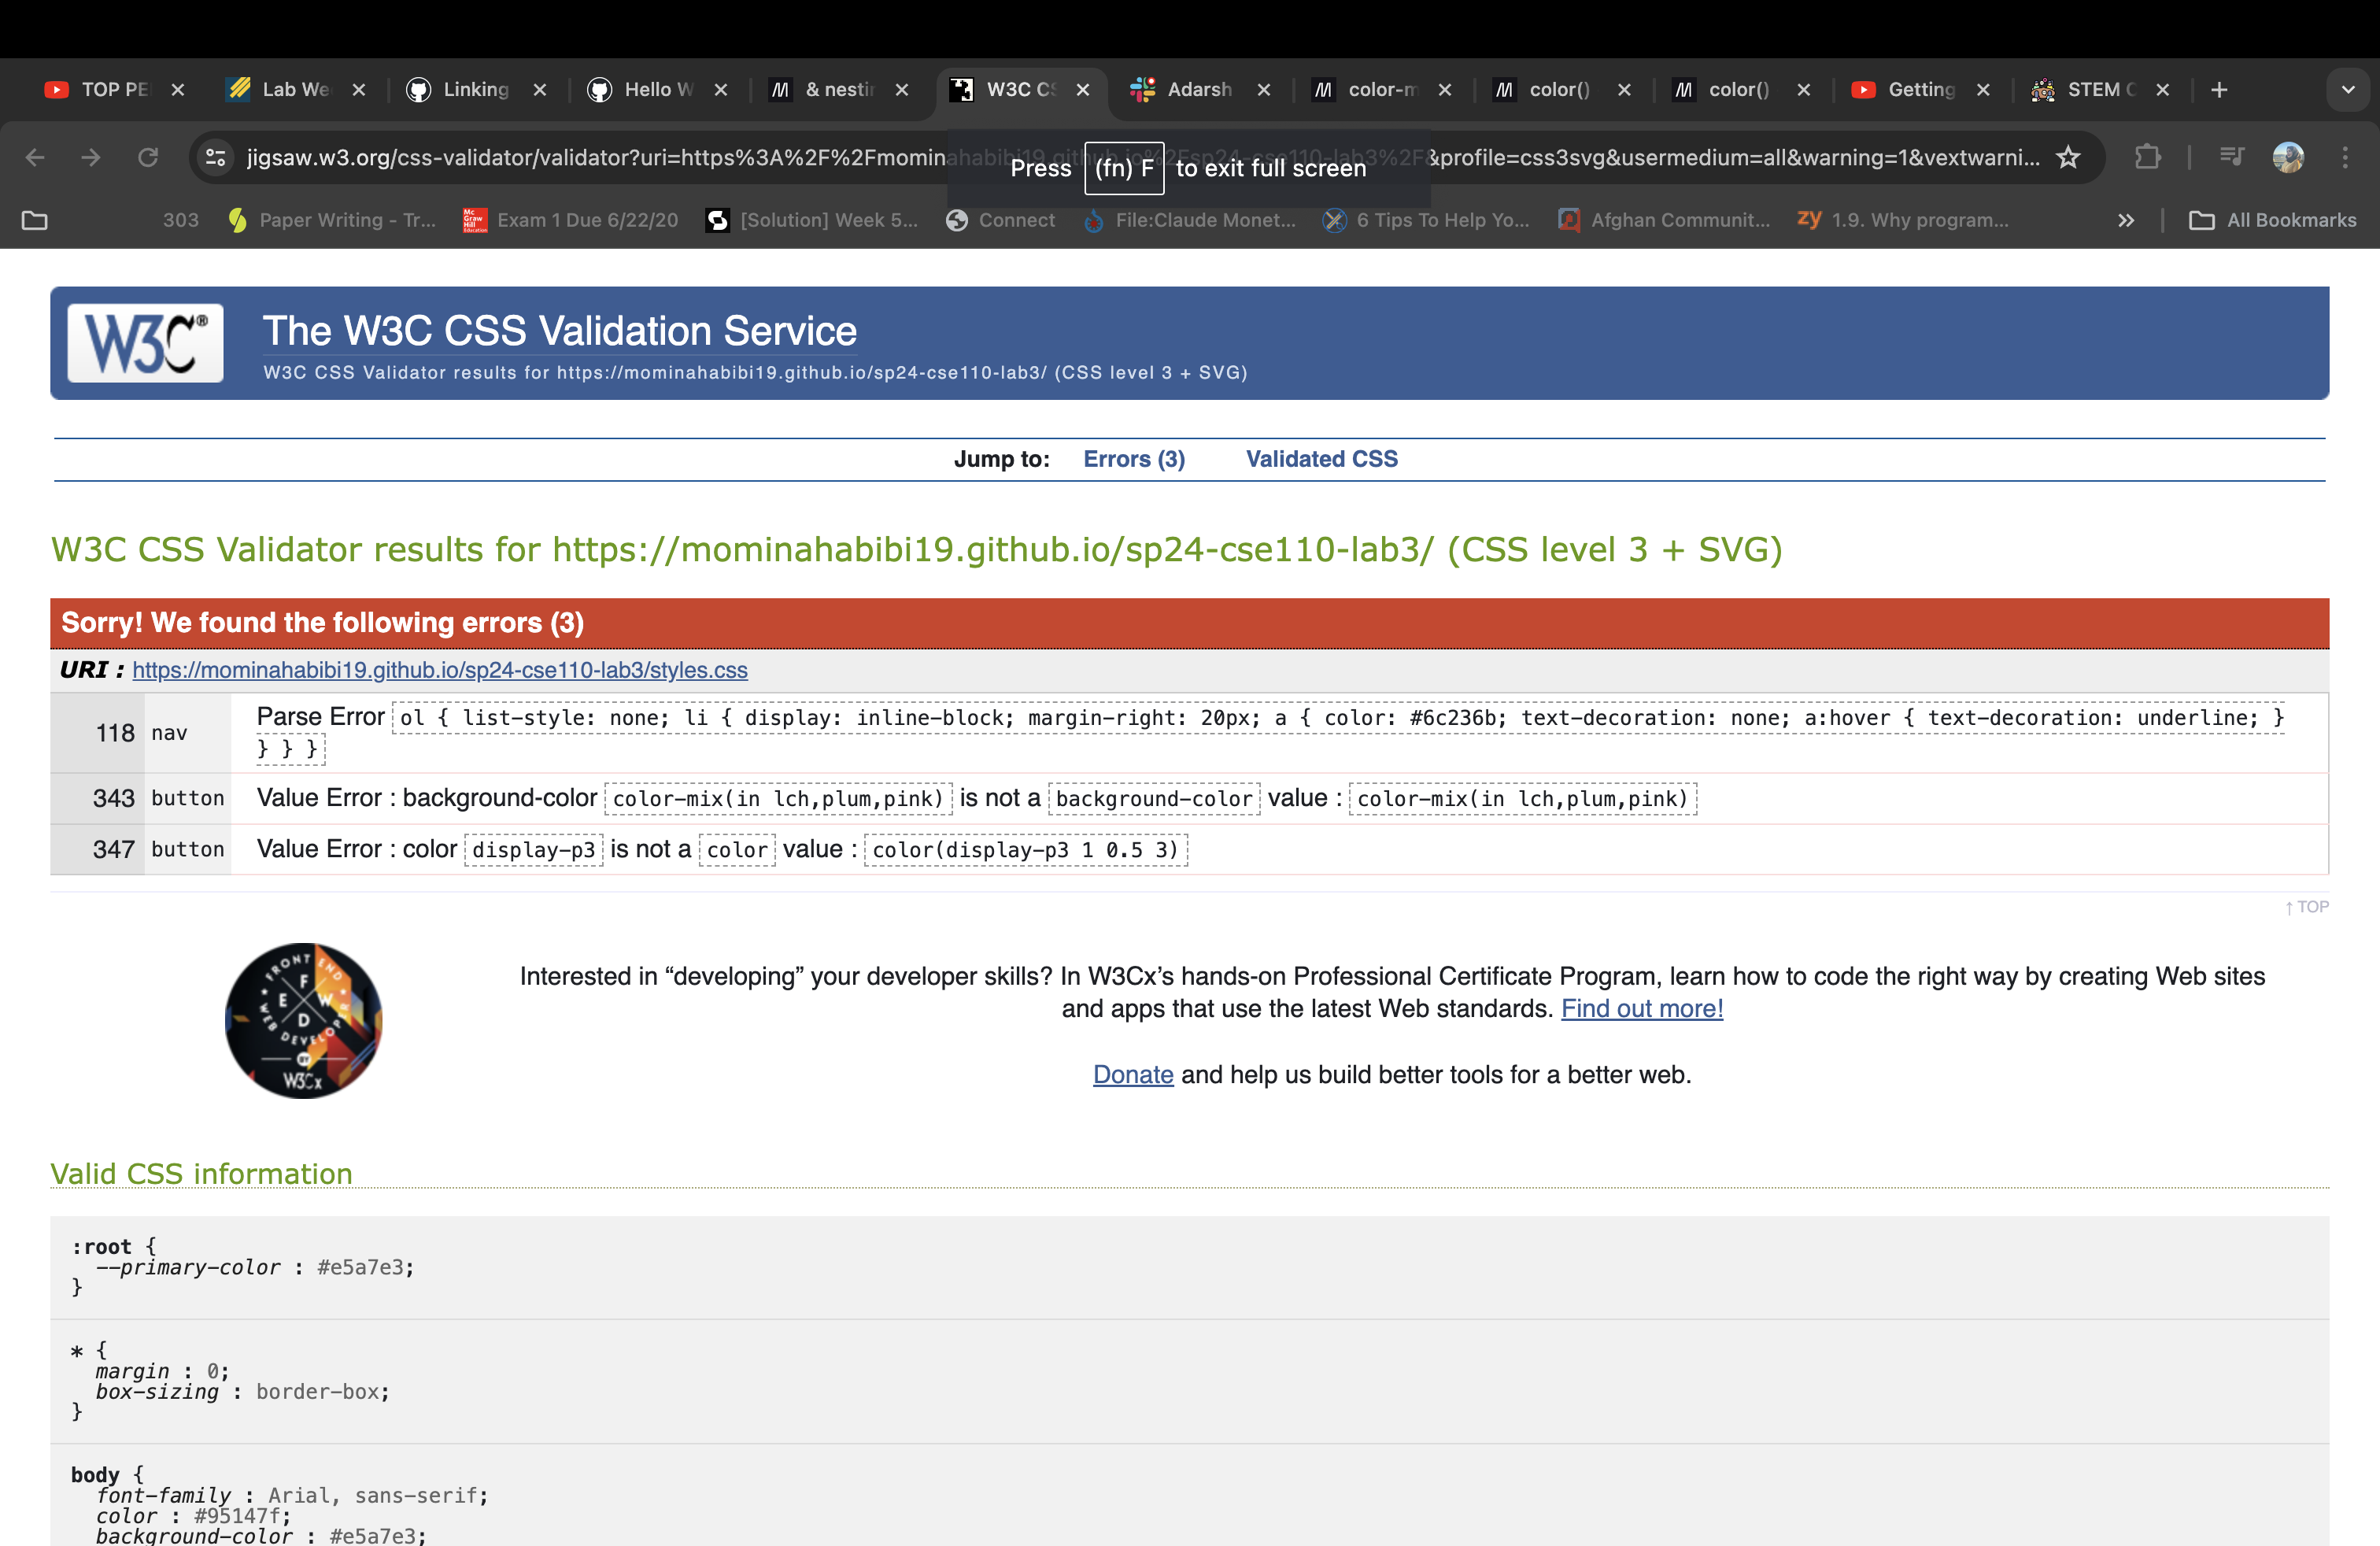 TOP PE
Lab We
Linking
Hello W
& nestin
W3C CS
Adarsh
color-m
color()
color()
Getting
STEM C
jigsaw.w3.org/css-validator/validator?uri=https%3A%2F%2Fmominahabibi19.github.io%2Fsp24-cse110-lab3%2F&profile=css3svg&usermedium=all&warning=1&vextwarni...
Press (fn) F to exit full screen
303
Paper Writing - Tr...
Exam 1 Due 6/22/20
[Solution] Week 5...
Connect
File:Claude Monet...
6 Tips To Help Yo...
Afghan Communit...
zy 1.9. Why program...
All Bookmarks
W3C®
The W3C CSS Validation Service
W3C CSS Validator results for https://mominahabibi19.github.io/sp24-cse110-lab3/ (CSS level 3 + SVG)
Jump to: Errors (3) Validated CSS
W3C CSS Validator results for https://mominahabibi19.github.io/sp24-cse110-lab3/ (CSS level 3 + SVG)
Sorry! We found the following errors (3)
URI : https://mominahabibi19.github.io/sp24-cse110-lab3/styles.css
118 nav Parse Error ol { list-style: none; li { display: inline-block; margin-right: 20px; a { color: #6c236b; text-decoration: none; a:hover { text-decoration: underline; }
} } }
343 button Value Error : background-color color-mix(in lch,plum,pink) is not a background-color value : color-mix(in lch,plum,pink)
347 button Value Error : color display-p3 is not a color value : color(display-p3 1 0.5 3)
↑ TOP
FRONT END
F
E W
D
WEB DEVELOPER
BY
W3Cx
Interested in “developing” your developer skills? In W3Cx’s hands-on Professional Certificate Program, learn how to code the right way by creating Web sites
and apps that use the latest Web standards. Find out more!
Donate and help us build better tools for a better web.
Valid CSS information
:root {
--primary-color : #e5a7e3;
}
* {
margin : 0;
box-sizing : border-box;
}
body {
font-family : Arial, sans-serif;
color : #95147f;
background-color : #e5a7e3;